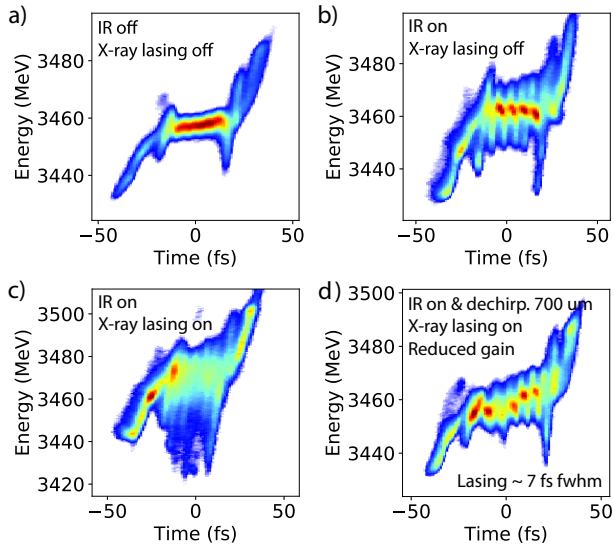 a)
IR off
X-ray lasing off
Energy (MeV)
3480
3460
3440
−50
0
50
Time (fs)
b)
IR on
X-ray lasing off
Energy (MeV)
3480
3460
3440
−50
0
50
Time (fs)
c)
IR on
X-ray lasing on
Energy (MeV)
3500
3480
3460
3440
3420
−50
0
50
Time (fs)
d)
IR on & dechirp. 700 um
X-ray lasing on
Reduced gain
Energy (MeV)
3500
3480
3460
3440
Lasing ~ 7 fs fwhm
−50
0
50
Time (fs)